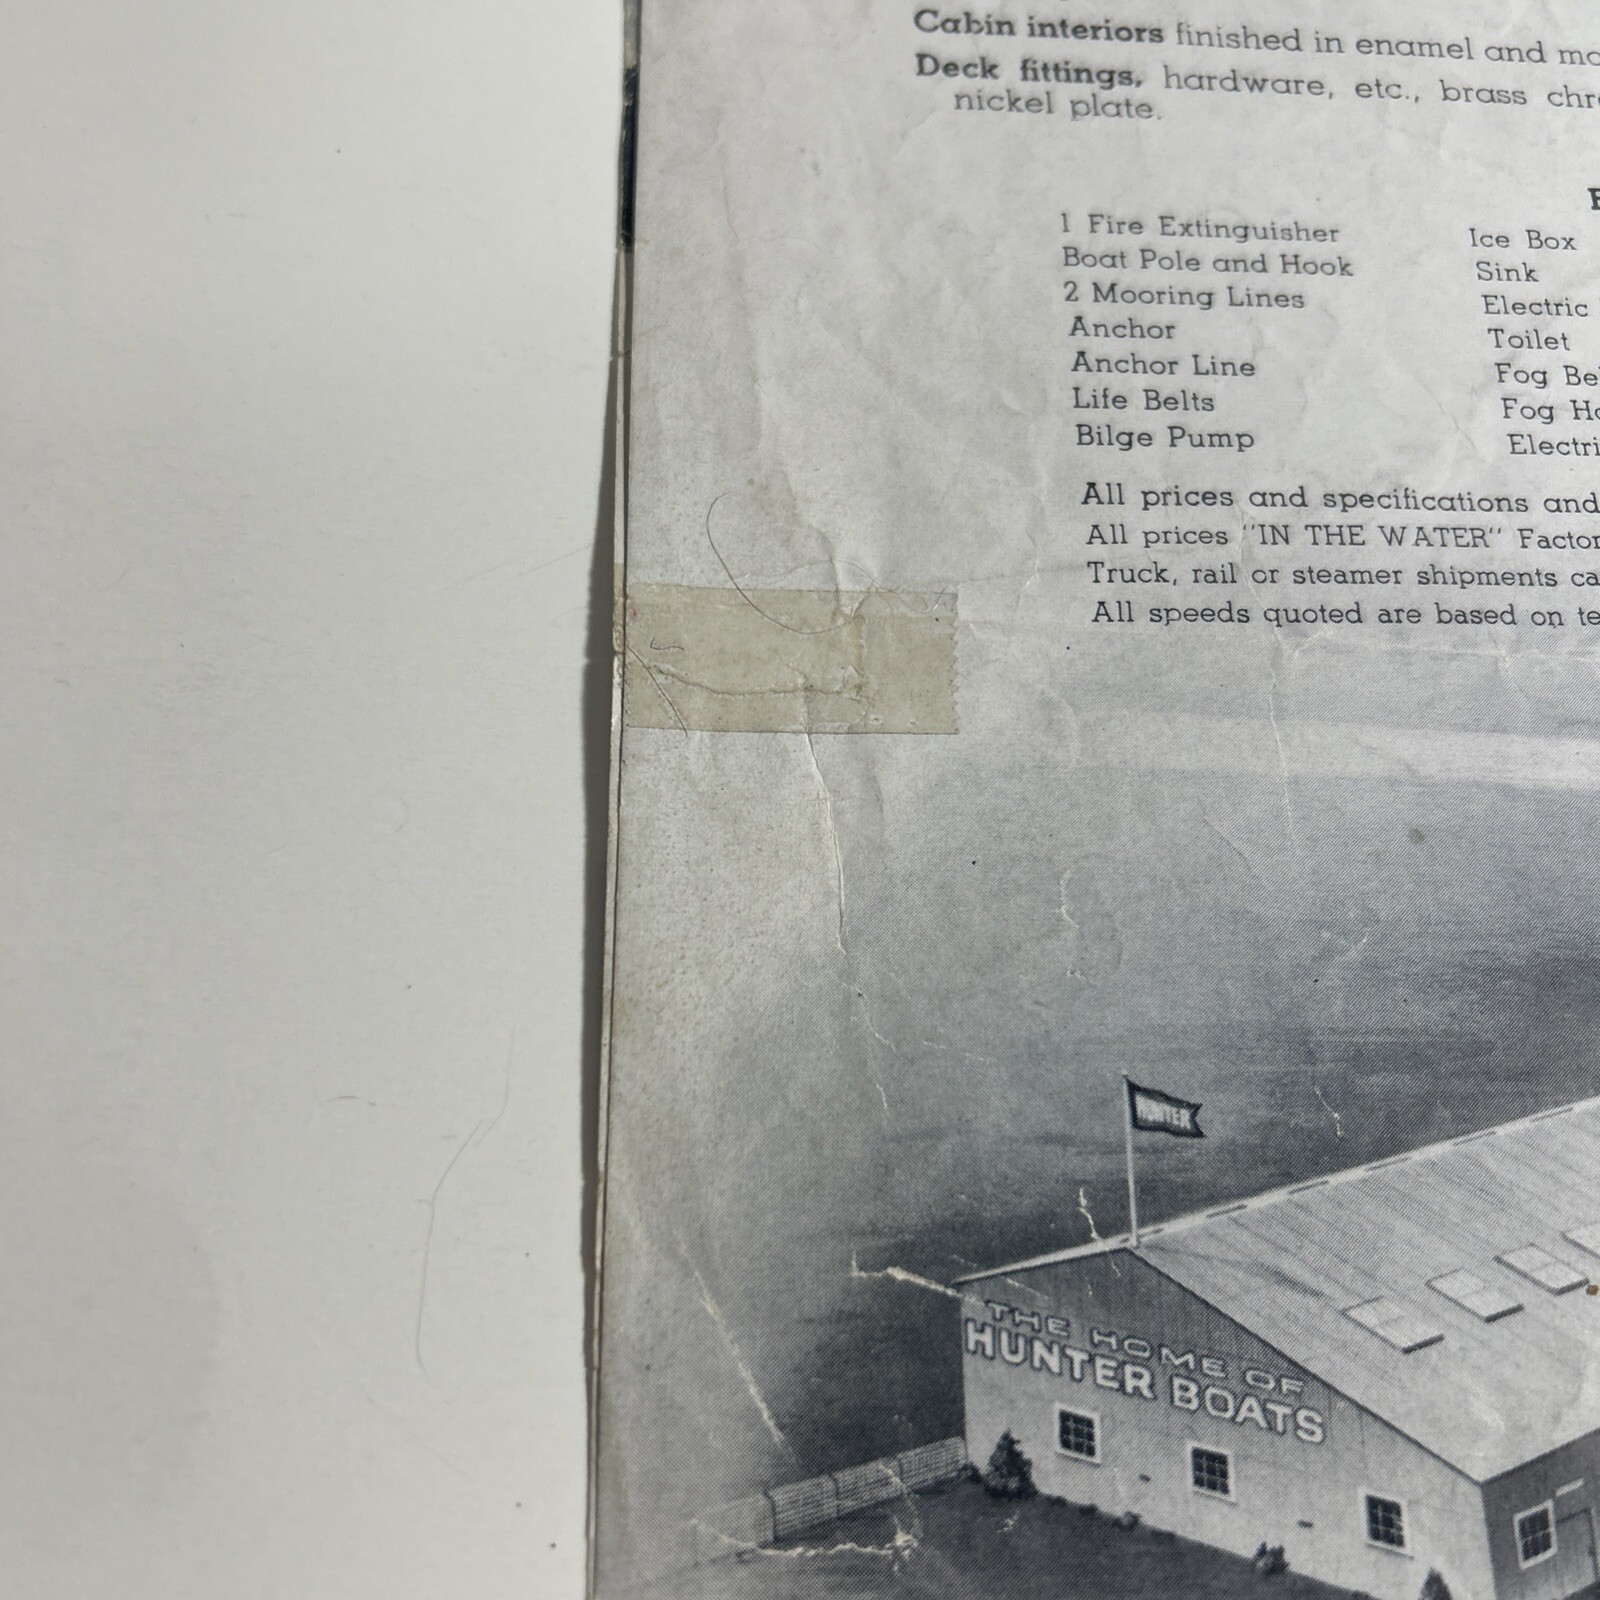 Cabin interiors finished in enamel and
Deck fittings, hardware, etc., brass
nickel plate.
1 Fire Extinguisher
Boat Pole and Hook
2 Mooring Lines
Anchor
Anchor Line
Life Belts
Bilge Pump
Ice Box
Sink
Electric
Toilet
Fog
Fog
All prices and specifications and
All prices "IN THE WATER"
Truck, rail or steamer shipments
All speeds quoted are based on
HUNTER
THE HOME OF
HUNTER BOATS